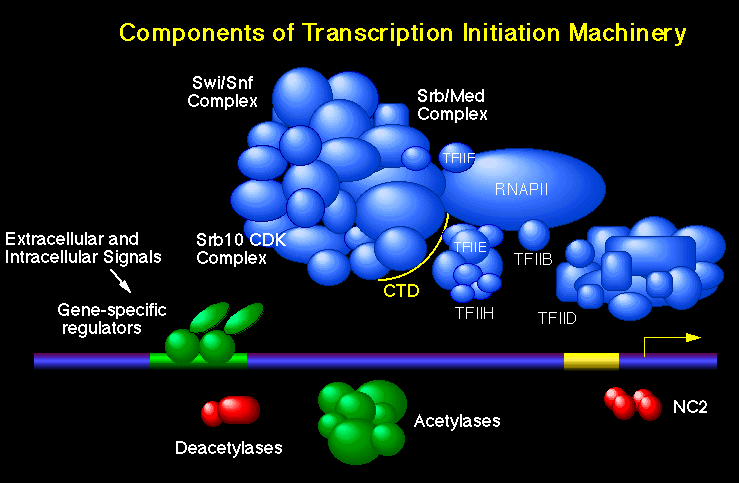 Components of Transcription Initiation Machinery
Swi/Snf
Complex
Srb/Med
Complex
TFIIF
RNAPII
Extracellular and
Intracellular Signals
Srb10 CDK
Complex
TFIIE
TFIIB
CTD
TFIIH
TFIID
Gene-specific
regulators
Deacetylases
Acetylases
NC2